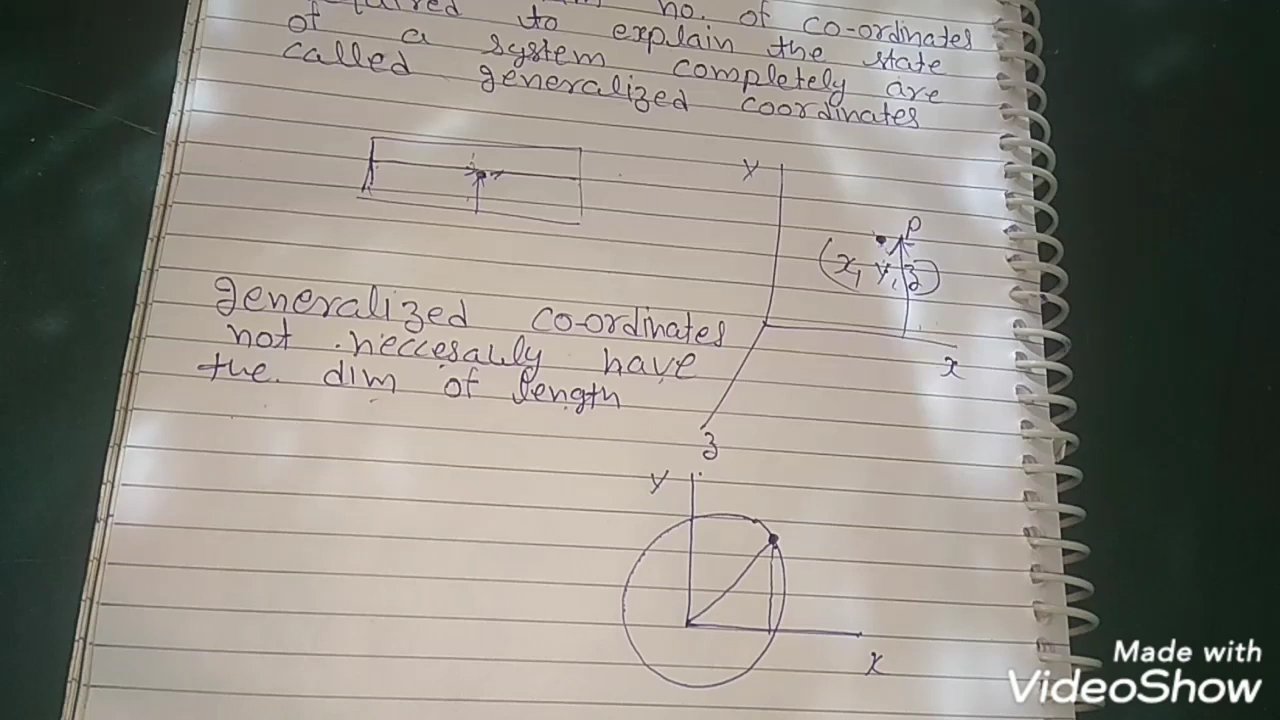 no. of co-ordinates
to explain the state
of a system completely are
called generalized coordinates
Y
P
(x, y, z)
generalized co-ordinates
not neccesauly have
the dim of length
x
z
Y
x
Made with
VideoShow